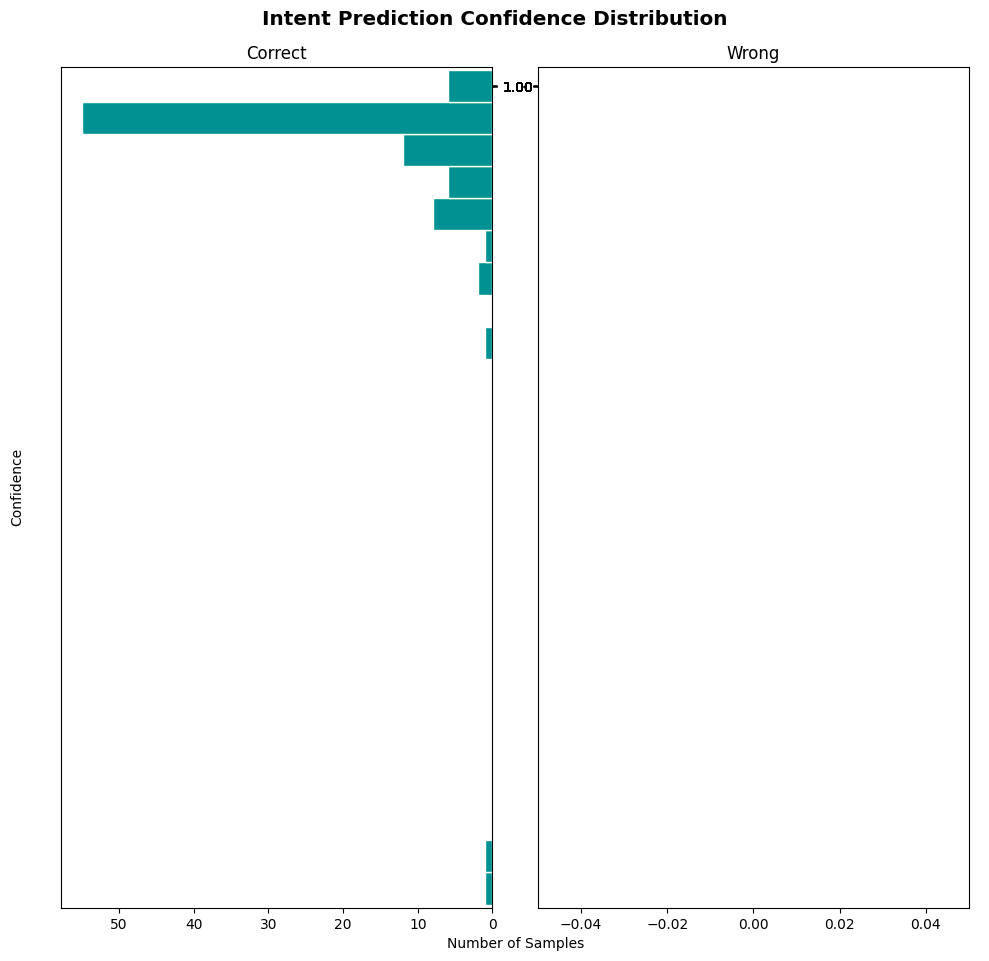 Intent Prediction Confidence Distribution
Correct
Wrong
1.00
Confidence
50 40 30 20 10 0
−0.04 −0.02 0.00 0.02 0.04
Number of Samples